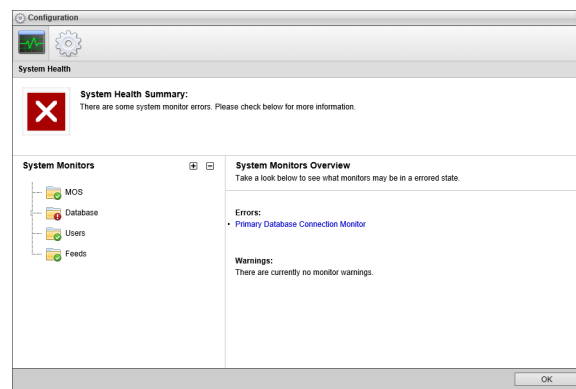 Configuration
System Health
System Health Summary:
There are some system monitor errors. Please check below for more information.
System Monitors
MOS
Database
Users
Feeds
System Monitors Overview
Take a look below to see what monitors may be in a errored state.
Errors:
Primary Database Connection Monitor
Warnings:
There are currently no monitor warnings.
OK